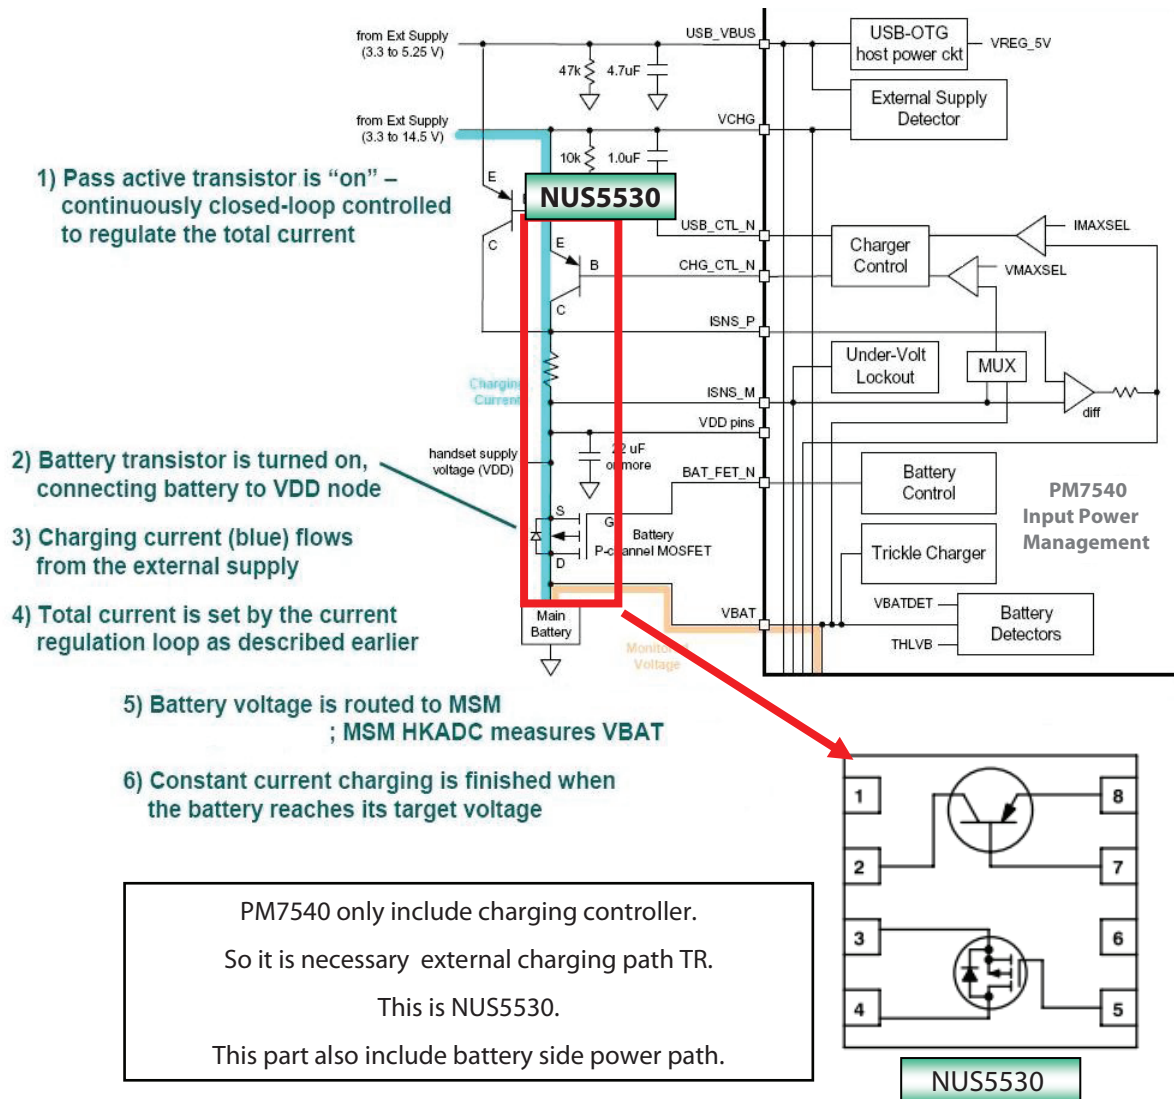 from Ext Supply
(3.3 to 5.25 V)
USB_VBUS
USB-OTG
host power ckt
VREG_5V
47k
4.7uF
External Supply
Detector
from Ext Supply
(3.3 to 14.5 V)
VCHG
10k
1.0uF
1) Pass active transistor is “on” –
continuously closed-loop controlled
to regulate the total current
E
C
NUS5530
USB_CTL_N
Charger
Control
IMAXSEL
E
B
C
CHG_CTL_N
VMAXSEL
ISNS_P
Under-Volt
Lockout
MUX
Charging
Current
ISNS_M
diff
VDD pins
2) Battery transistor is turned on,
connecting battery to VDD node
handset supply
voltage (VDD)
22 uF
or more
BAT_FET_N
Battery
Control
PM7540
Input Power
Management
3) Charging current (blue) flows
from the external supply
S
G
D
Battery
P-channel MOSFET
Trickle Charger
4) Total current is set by the current
regulation loop as described earlier
Main
Battery
VBAT
VBATDET
THLVB
Battery
Detectors
Monitored
Voltage
5) Battery voltage is routed to MSM
; MSM HKADC measures VBAT
6) Constant current charging is finished when
the battery reaches its target voltage
1
8
2
7
3
6
4
5
NUS5530
PM7540 only include charging controller.
So it is necessary external charging path TR.
This is NUS5530.
This part also include battery side power path.